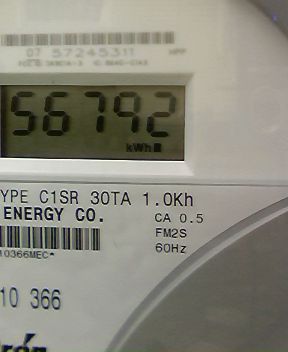 07 57245311
56792
kWh
YPE C1SR 30TA 1.0Kh
ENERGY CO.
CA 0.5
FM2S
60Hz
10366MEC*
10 366
rón